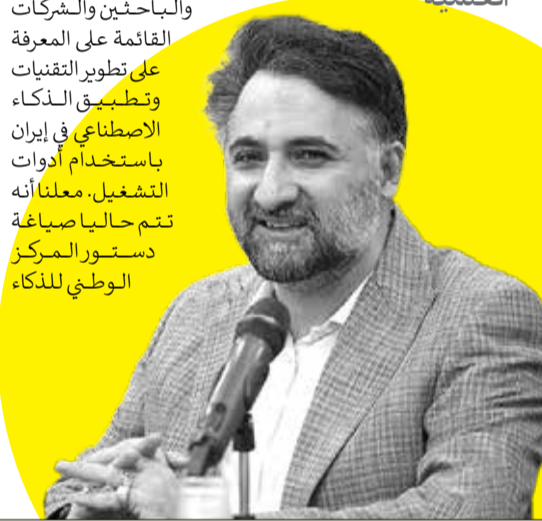 والباحثين والشركات
القائمة على المعرفة
على تطوير التقنيات
وتطبيق الذكاء
الاصطناعي في إيران
باستخدام أدوات
التشغيل. معلنا أنه
تتم حاليا صياغة
دستور المركز
الوطني للذكاء